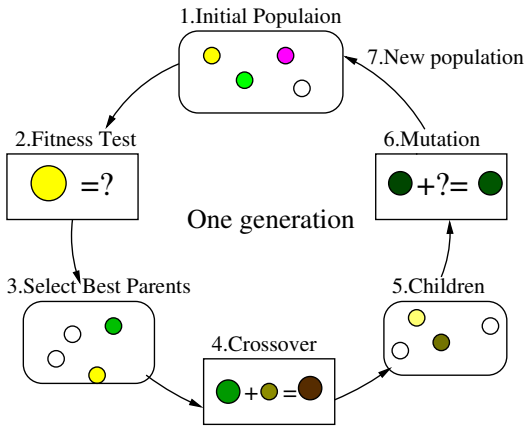 1.Initial Populaion
7.New population
2.Fitness Test
=?
6.Mutation
+?=
One generation
3.Select Best Parents
5.Children
4.Crossover
+ =